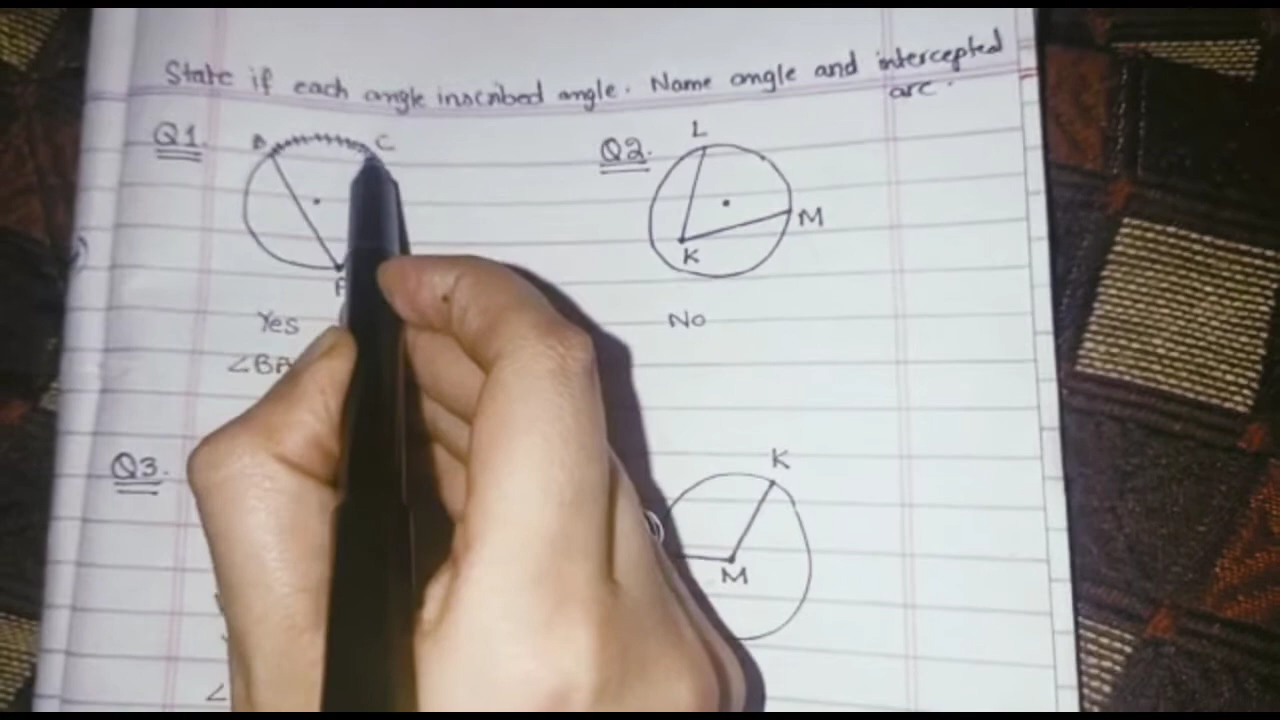 State if each angle inscribed angle. Name angle and intercepted
arc.
Q1. B C
Q2. L
M
K
Yes
No
Q3.
K
M